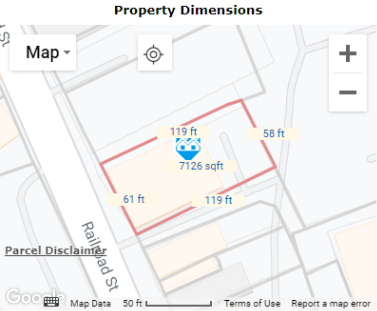 Property Dimensions
St
Map
+
119 ft
58 ft
7126 sqft
61 ft
119 ft
Railroad St
Parcel Disclaimer
Google
Map Data
50 ft
Terms of Use
Report a map error